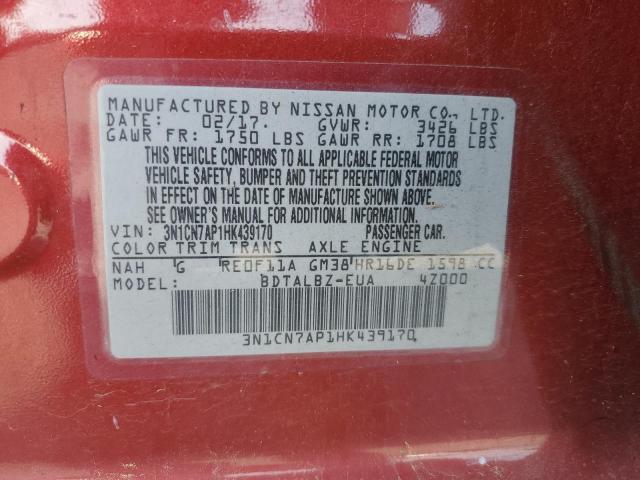 MANUFACTURED BY NISSAN MOTOR CO., LTD.
DATE: 02/17. GVWR: 3426 LBS
GAWR FR: 1750 LBS GAWR RR: 1708 LBS
THIS VEHICLE CONFORMS TO ALL APPLICABLE FEDERAL MOTOR
VEHICLE SAFETY, BUMPER AND THEFT PREVENTION STANDARDS
IN EFFECT ON THE DATE OF MANUFACTURE SHOWN ABOVE.
SEE OWNER'S MANUAL FOR ADDITIONAL INFORMATION.
VIN: 3N1CN7AP1HK439170 PASSENGER CAR.
COLOR TRIM TRANS AXLE ENGINE
NAH G RE0F11A GM38 HR16DE 1598 CC
MODEL: BDTALBZ-EUA 4Z000
3N1CN7AP1HK439170